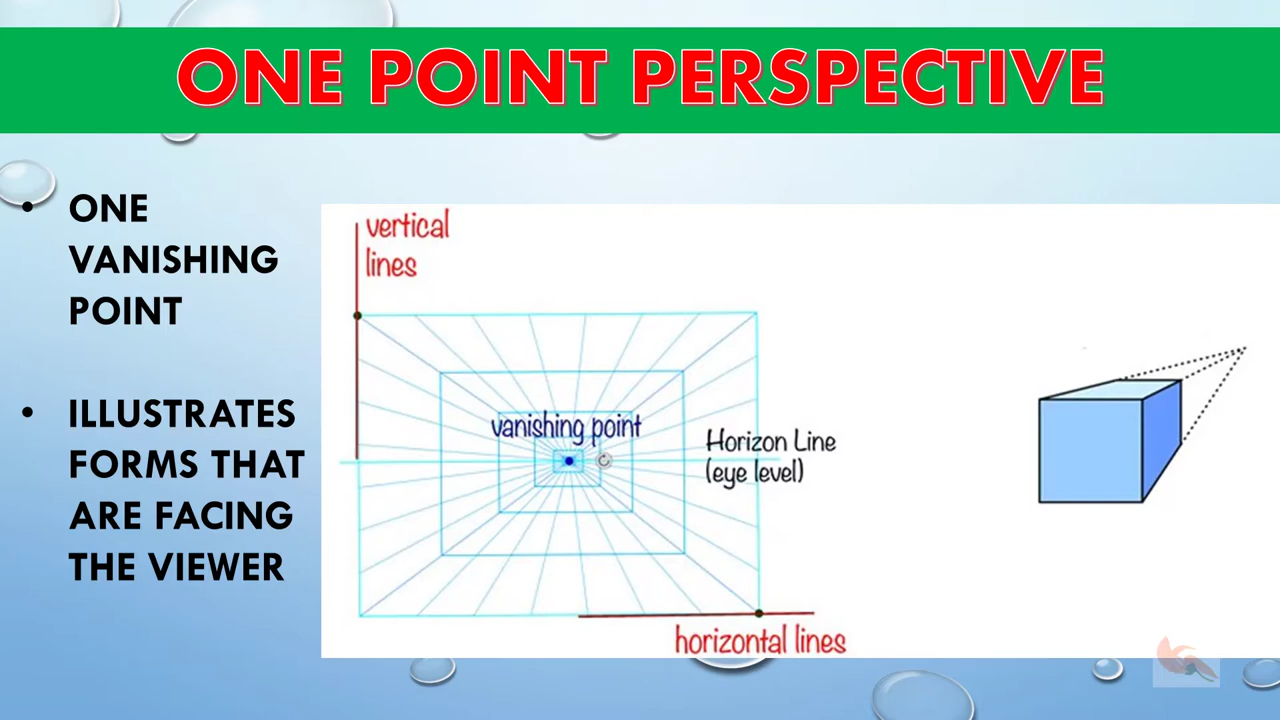 ONE POINT PERSPECTIVE
• ONE
VANISHING
POINT
• ILLUSTRATES
FORMS THAT
ARE FACING
THE VIEWER
vertical
lines
vanishing point
Horizon Line
(eye level)
horizontal lines